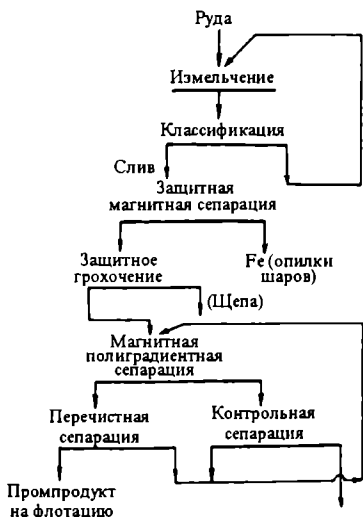 Руда
Измельчение
Классификация
Слив
Защитная
магнитная сепарация
Защитное
грохочение
Fe (опилки
шаров)
(Щепа)
Магнитная
полиградиентная
сепарация
Перечистная
сепарация
Контрольная
сепарация
Промпродукт
на флотацию